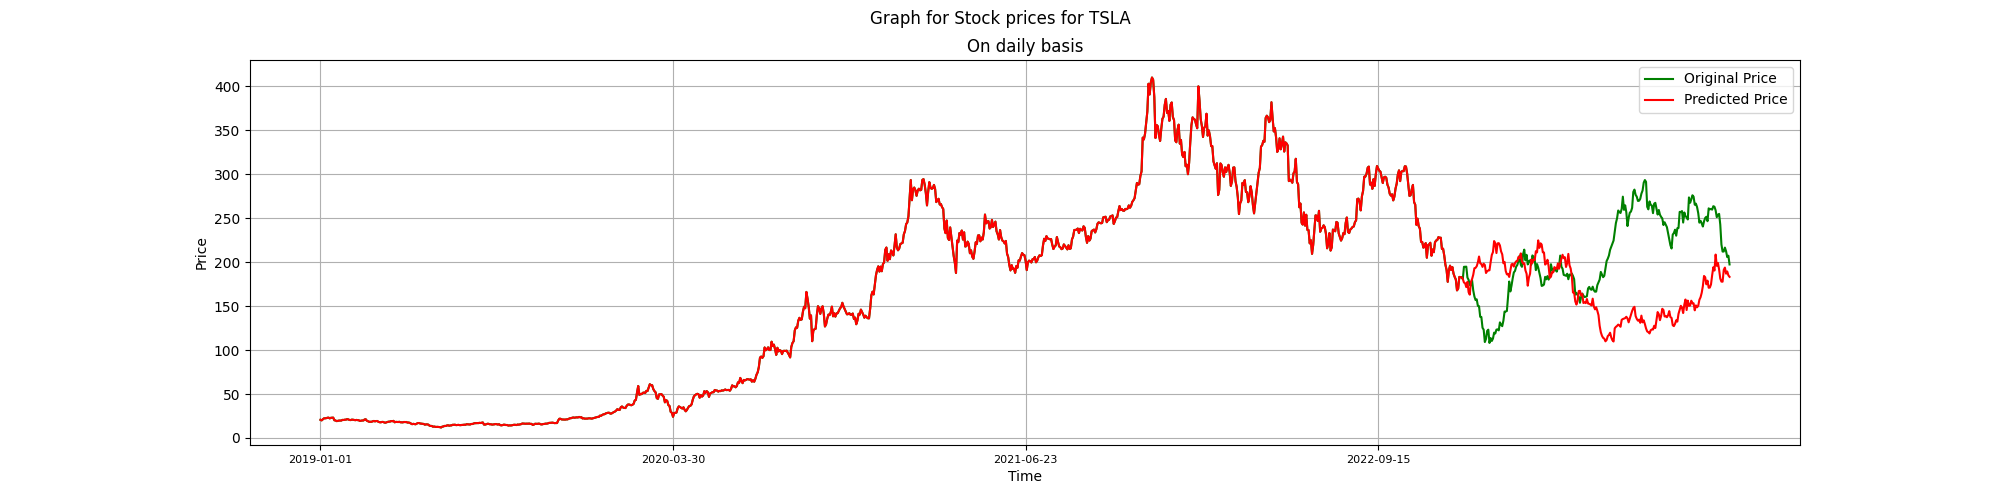 Graph for Stock prices for TSLA
On daily basis
Original Price
Predicted Price
Price
400
350
300
250
200
150
100
50
0
2019-01-01 2020-03-30 2021-06-23 2022-09-15
Time